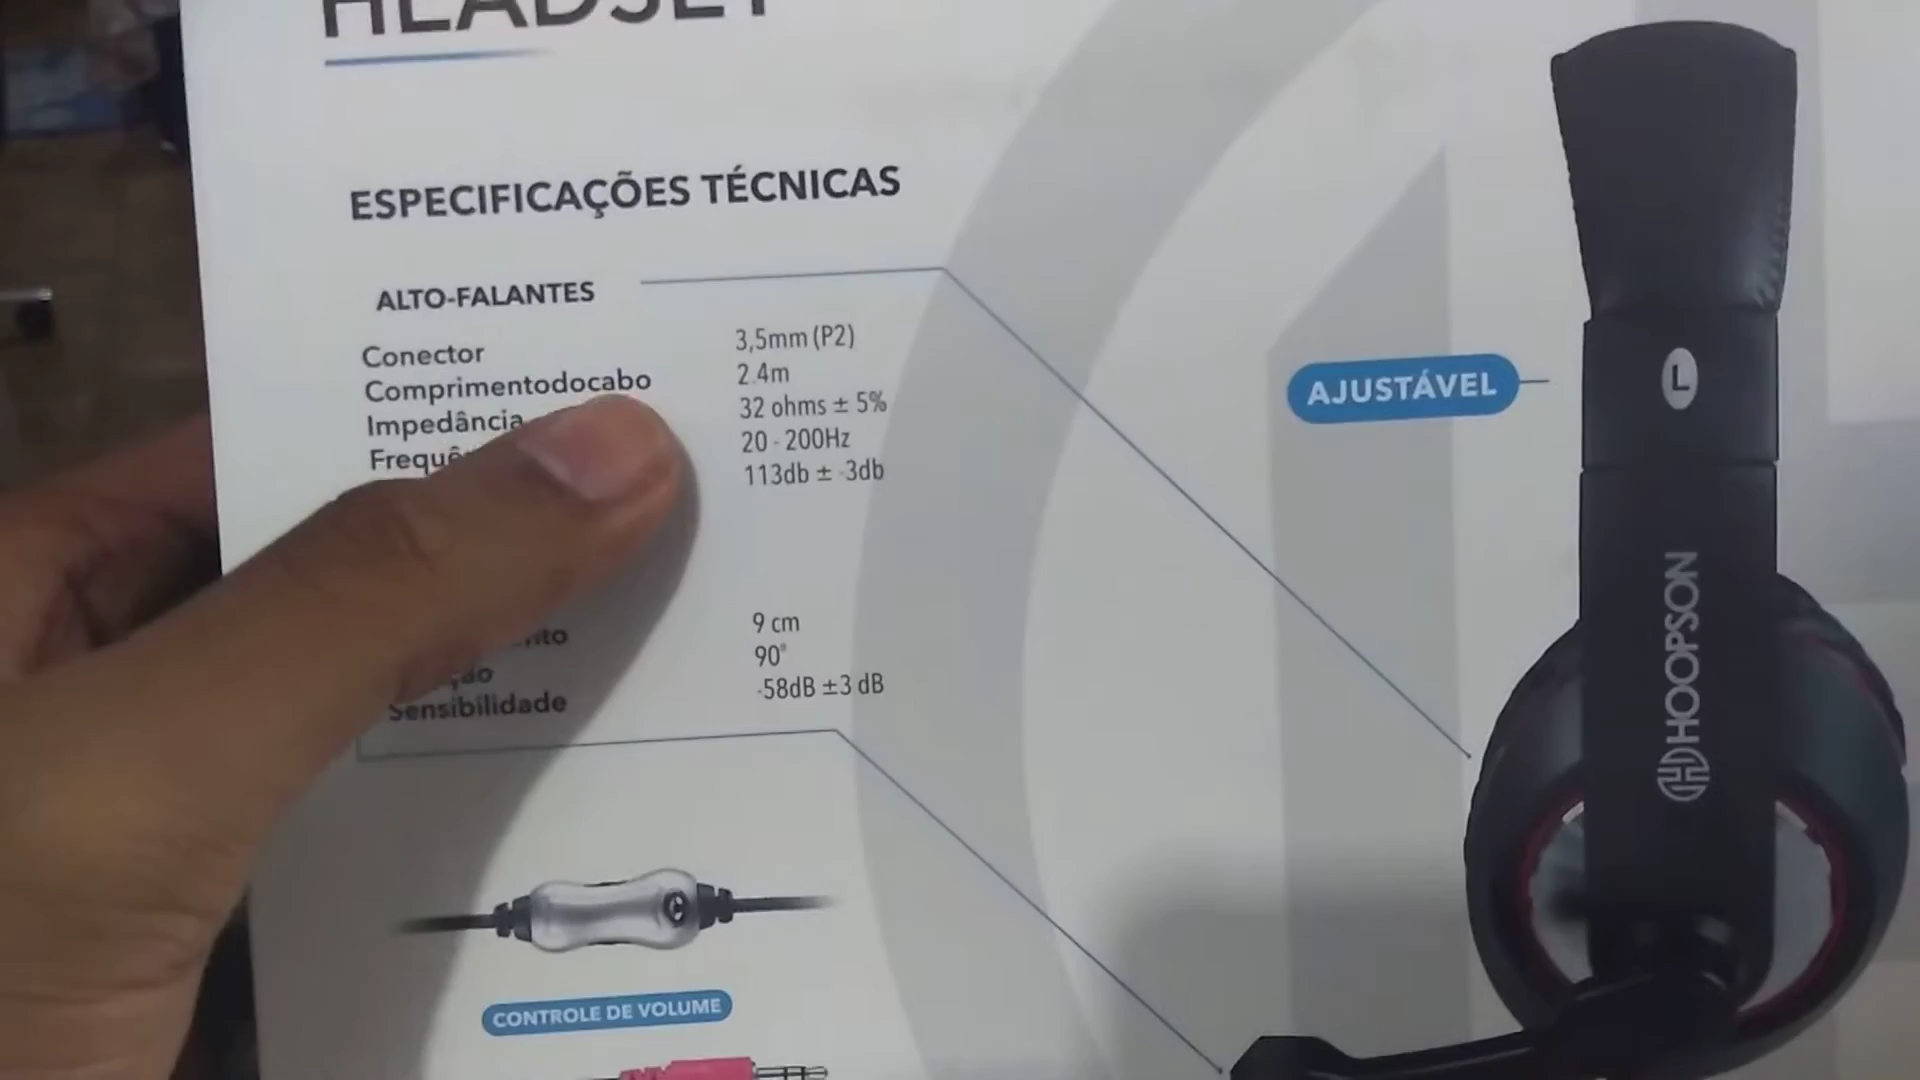 HEADSET
ESPECIFICAÇÕES TÉCNICAS
ALTO-FALANTES
Conector 3,5mm (P2)
Comprimentodocabo 2.4m
Impedância 32 ohms ± 5%
20 - 200Hz
113db ± -3db
9 cm
90°
Sensibilidade -58dB ±3 dB
CONTROLE DE VOLUME
AJUSTÁVEL
L
HOOPSON